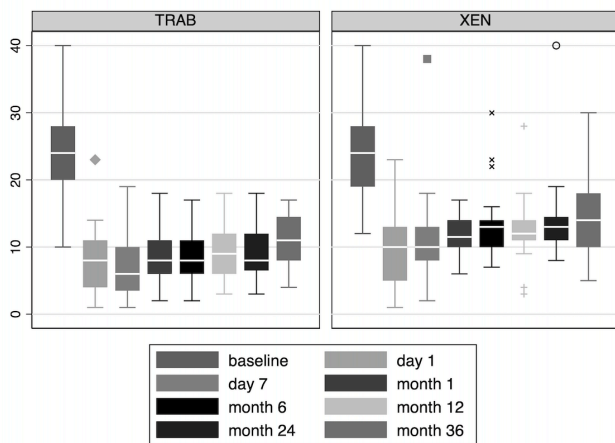 TRAB XEN
40
30
20
10
0
baseline day 1
day 7 month 1
month 6 month 12
month 24 month 36